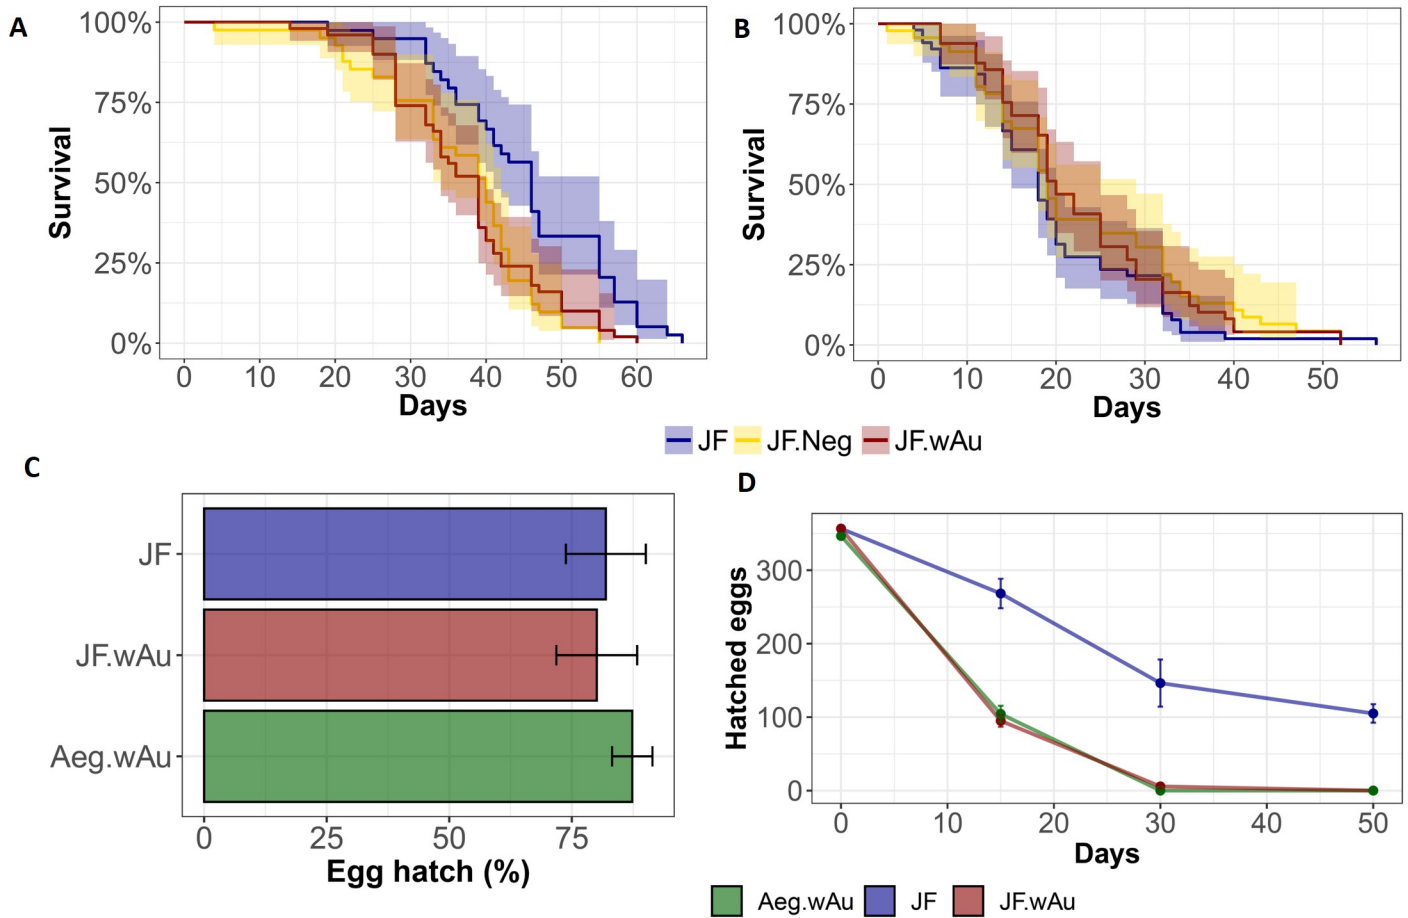 A
100%
75%
50%
25%
0%
Survival
0 10 20 30 40 50 60
Days
B
100%
75%
50%
25%
0%
Survival
0 10 20 30 40 50
Days
JF JF.Neg JF.wAu
C
JF
JF.wAu
Aeg.wAu
0 25 50 75
Egg hatch (%)
D
300
200
100
0
Hatched eggs
0 10 20 30 40 50
Days
Aeg.wAu JF JF.wAu